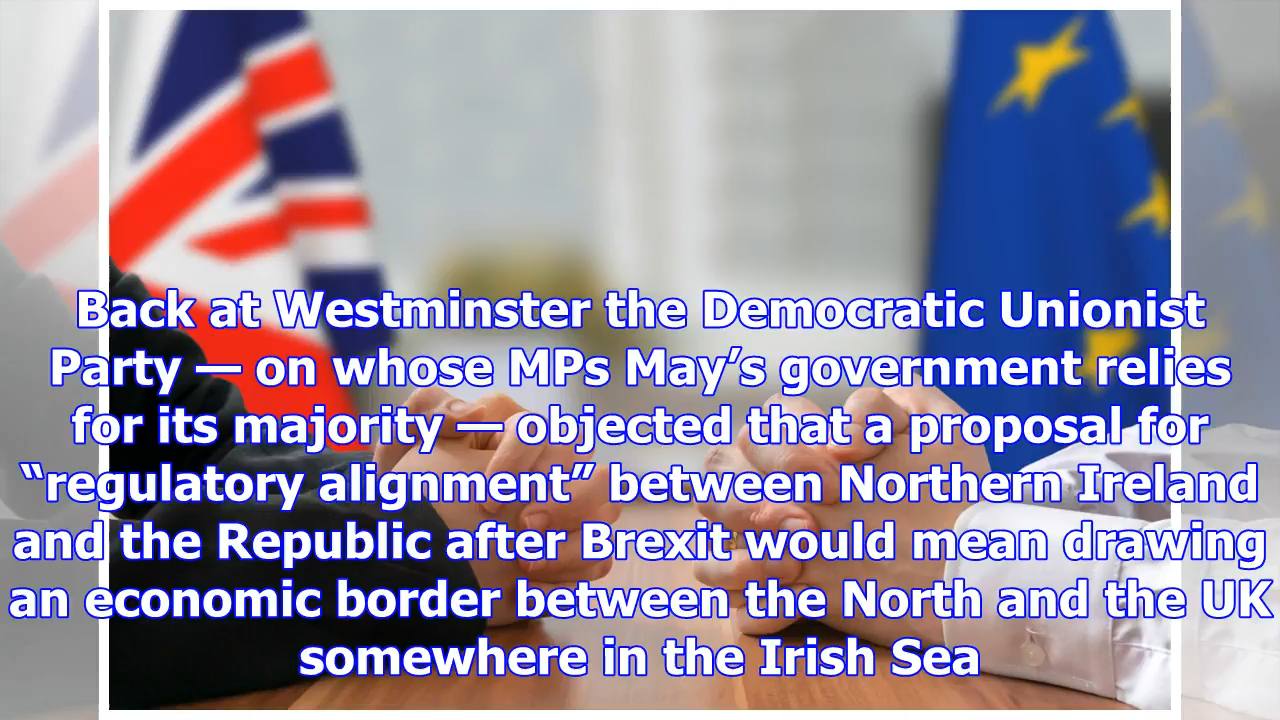 Back at Westminster the Democratic Unionist
Party — on whose MPs May’s government relies
for its majority — objected that a proposal for
“regulatory alignment” between Northern Ireland
and the Republic after Brexit would mean drawing
an economic border between the North and the UK
somewhere in the Irish Sea